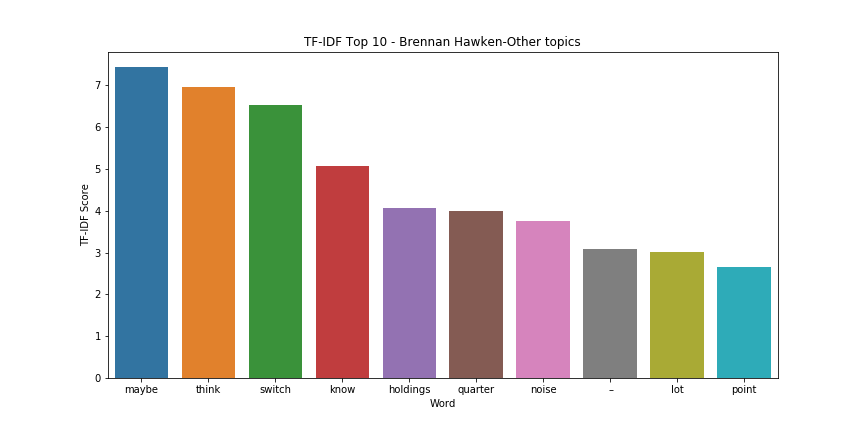 TF-IDF Top 10 - Brennan Hawken-Other topics
TF-IDF Score
7
6
5
4
3
2
1
0
maybe think switch know holdings quarter noise – lot point
Word